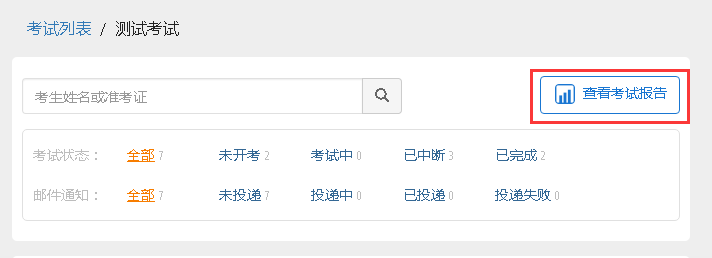 考试列表 / 测试考试
考生姓名或准考证 查看考试报告
考试状态： 全部 7 未开考 2 考试中 0 已中断 3 已完成 2
邮件通知： 全部 7 未投递 7 投递中 0 已投递 0 投递失败 0